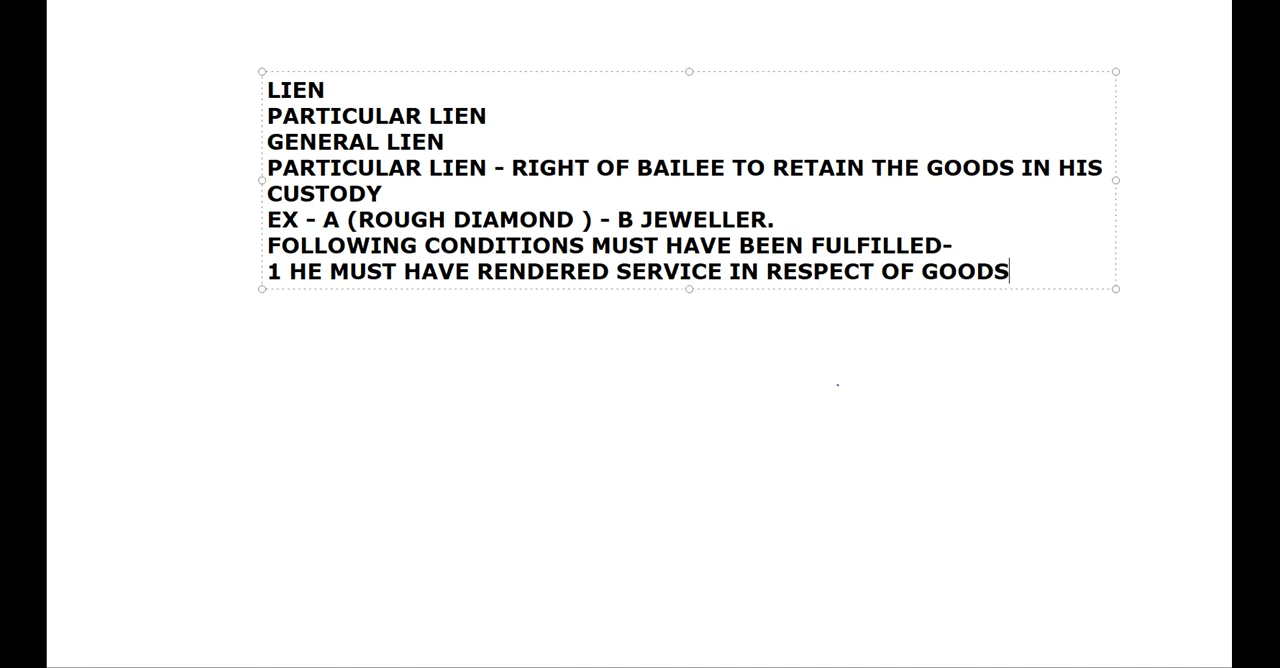 LIEN
PARTICULAR LIEN
GENERAL LIEN
PARTICULAR LIEN - RIGHT OF BAILEE TO RETAIN THE GOODS IN HIS
CUSTODY
EX - A (ROUGH DIAMOND ) - B JEWELLER.
FOLLOWING CONDITIONS MUST HAVE BEEN FULFILLED-
1 HE MUST HAVE RENDERED SERVICE IN RESPECT OF GOODS